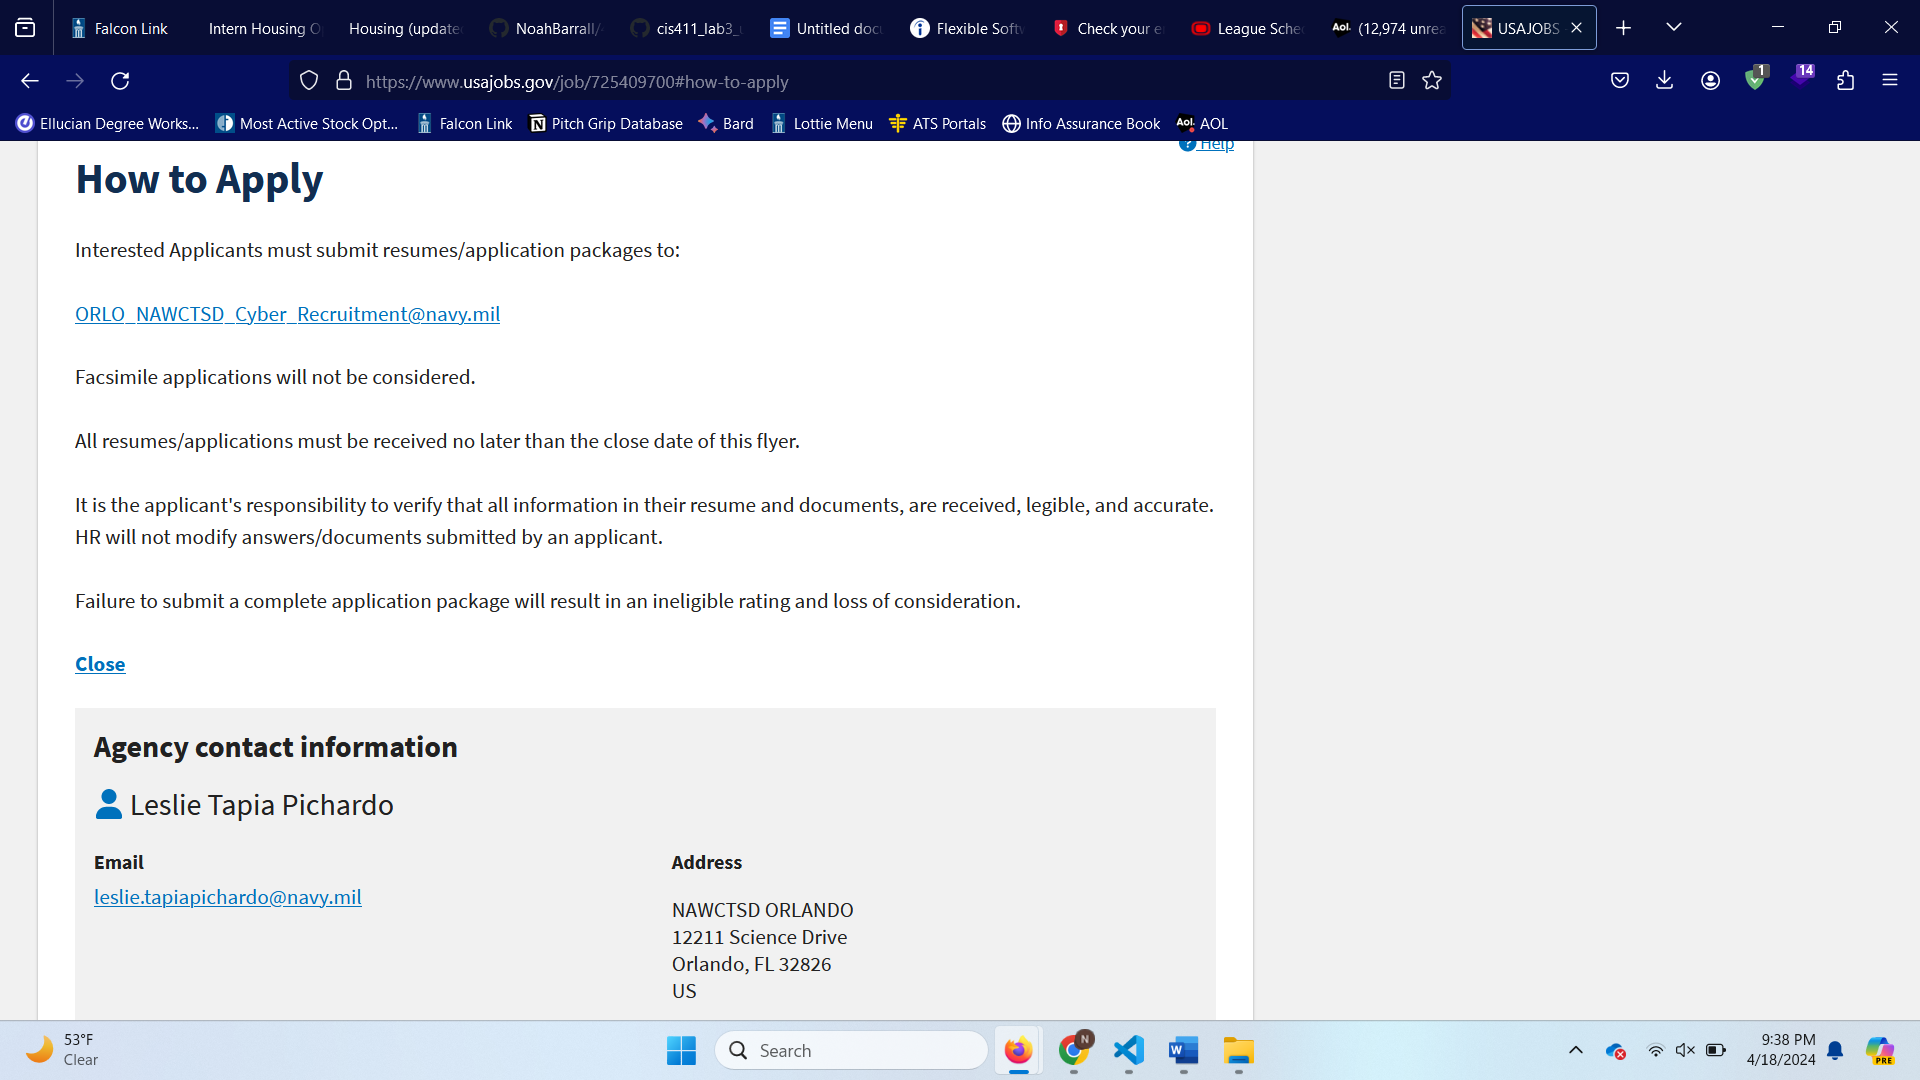 Falcon Link
Intern Housing O
Housing (update
NoahBarrall/
cis411_lab3_u
Untitled doc
Flexible Softw
Check your e
League Sche
(12,974 unrea
USAJOBS
https://www.usajobs.gov/job/725409700#how-to-apply
1
14
Ellucian Degree Works...
Most Active Stock Opt...
Falcon Link
Pitch Grip Database
Bard
Lottie Menu
ATS Portals
Info Assurance Book
AOL
Help
How to Apply
Interested Applicants must submit resumes/application packages to:
ORLO_NAWCTSD_Cyber_Recruitment@navy.mil
Facsimile applications will not be considered.
All resumes/applications must be received no later than the close date of this flyer.
It is the applicant's responsibility to verify that all information in their resume and documents, are received, legible, and accurate.
HR will not modify answers/documents submitted by an applicant.
Failure to submit a complete application package will result in an ineligible rating and loss of consideration.
Close
Agency contact information
Leslie Tapia Pichardo
Email
leslie.tapiapichardo@navy.mil
Address
NAWCTSD ORLANDO
12211 Science Drive
Orlando, FL 32826
US
53°F
Clear
Search
N
9:38 PM
4/18/2024
PRE